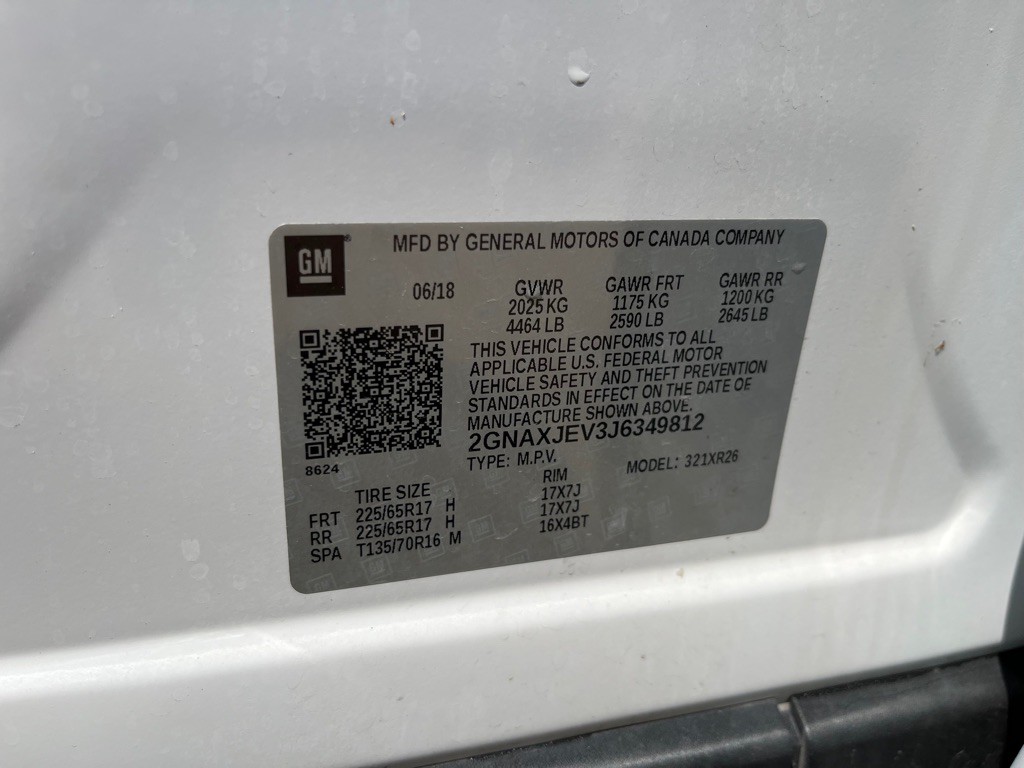 GM
MFD BY GENERAL MOTORS OF CANADA COMPANY
06/18 GVWR GAWR FRT GAWR RR
2025 KG 1175 KG 1200 KG
4464 LB 2590 LB 2645 LB
THIS VEHICLE CONFORMS TO ALL
APPLICABLE U.S. FEDERAL MOTOR
VEHICLE SAFETY AND THEFT PREVENTION
STANDARDS IN EFFECT ON THE DATE OF
MANUFACTURE SHOWN ABOVE.
2GNAXJEV3J6349812
8624
TYPE: M.P.V. MODEL: 321XR26
TIRE SIZE RIM
FRT 225/65R17 H 17X7J
RR 225/65R17 H 17X7J
SPA T135/70R16 M 16X4BT